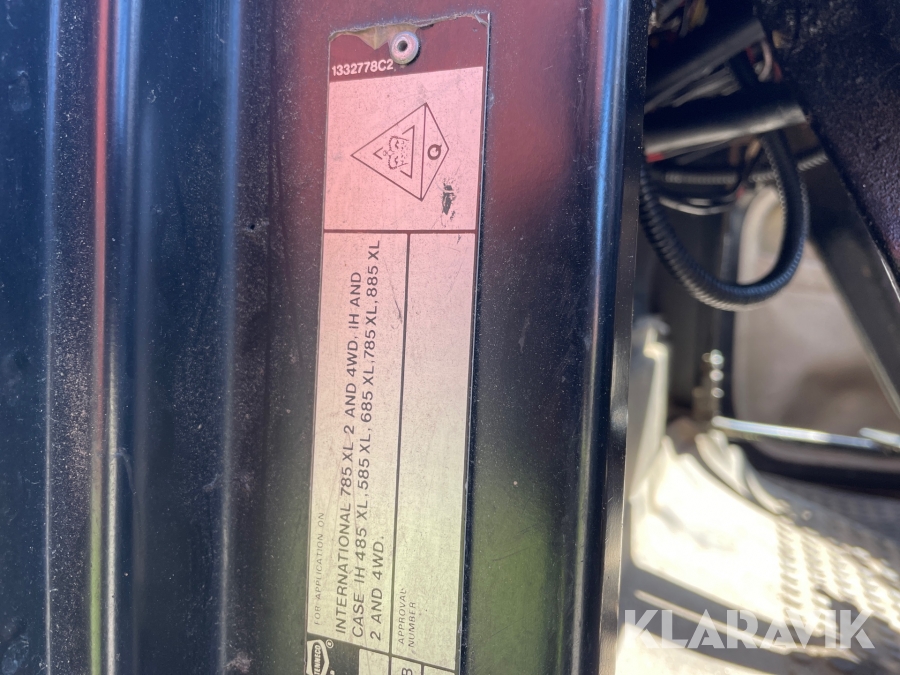 1332778C2
Q
FOR APPLICATION ON
INTERNATIONAL 785 XL 2 AND 4WD. IH AND
CASE IH 485 XL, 585 XL, 685 XL, 785 XL, 885 XL
2 AND 4WD.
APPROVAL
NUMBER
TENNECO
B
KLARAVIK